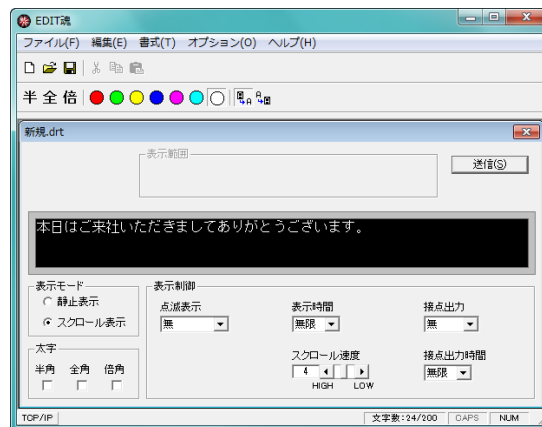 EDIT魂
ファイル(F) 編集(E) 書式(T) オプション(O) ヘルプ(H)
半 全 倍
新規.drt
表示範囲
送信(S)
本日はご来社いただきましてありがとうございます。
表示モード
静止表示
スクロール表示
太字
半角 全角 倍角
表示制御
点滅表示 表示時間 接点出力
無 無限 無
スクロール速度 接点出力時間
4 無限
HIGH LOW
TCP/IP 文字数:24/200 CAPS NUM